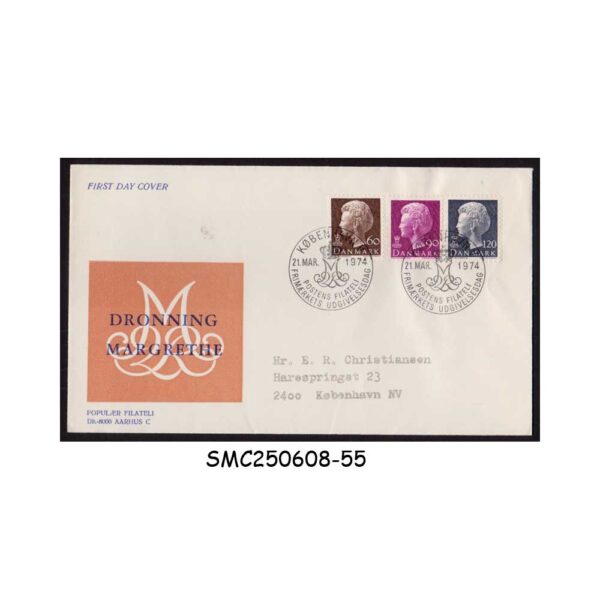 FIRST DAY COVER
60
DANMARK
90
DANMARK
120
DANMARK
KØBEN
21. MAR. 1974
POSTENS FILATELI
FRIMÆRKETS UDGIVELSESDAG
21. MAR. 1974
POSTENS FILATELI
FRIMÆRKETS UDGIVELSESDAG
DRONNING
MARGRETHE
Hr. E. R. Christiansen
Harespringet 23
2400 København NV
POPULÆR FILATELI
DK-8000 AARHUS C
SMC250608-55